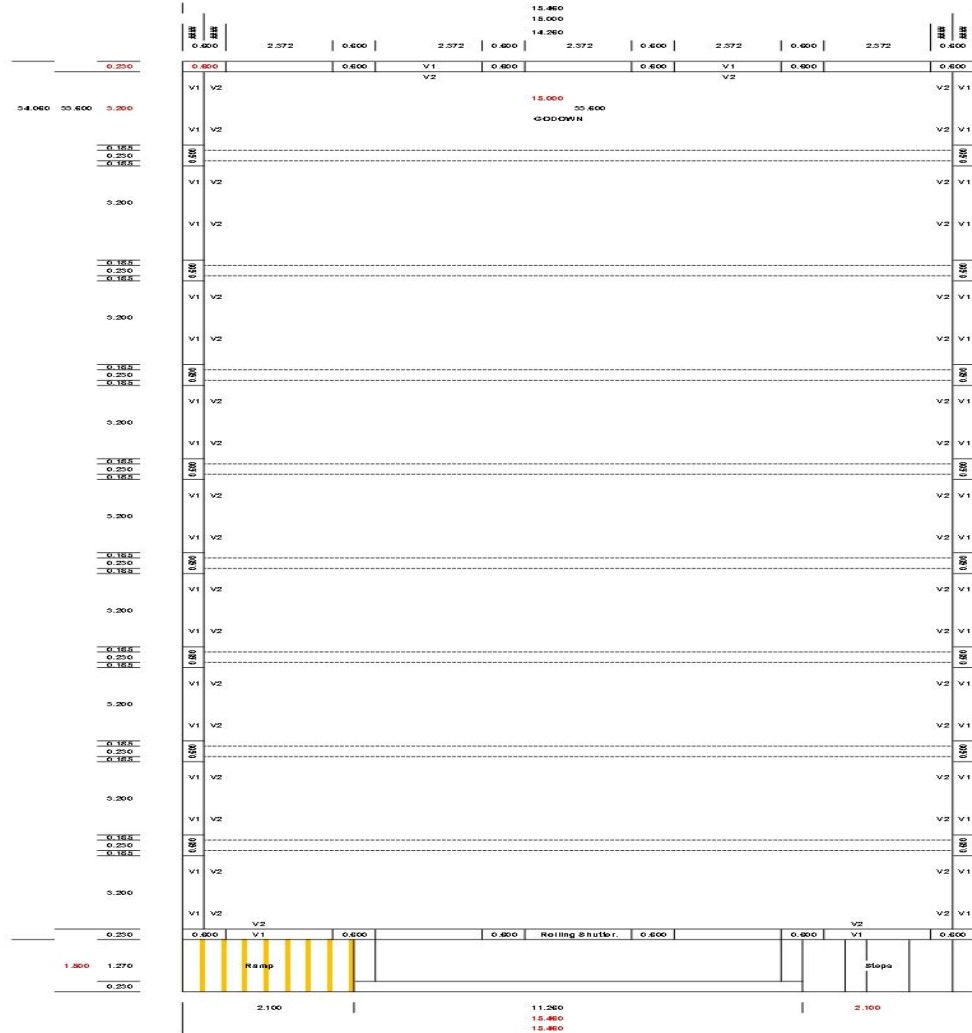 15.460
15.000
14.260
#### #### #### ####
0.600 2.372 0.600 2.372 0.600 2.372 0.600 2.372 0.600 2.372 0.600
0.230 0.600 0.600 V1 0.600 0.600 V1 0.600 0.600
V2 V2
V1 V2 V2 V1
15.000
34.060 33.600 3.200 33.600
GODOWN
V1 V2 V2 V1
0.185
0.230
0.185
V1 V2 V2 V1
3.200
V1 V2 V2 V1
0.185
0.230
0.185
V1 V2 V2 V1
3.200
V1 V2 V2 V1
0.185
0.230
0.185
V1 V2 V2 V1
3.200
V1 V2 V2 V1
0.185
0.230
0.185
V1 V2 V2 V1
3.200
V1 V2 V2 V1
0.185
0.230
0.185
V1 V2 V2 V1
3.200
V1 V2 V2 V1
0.185
0.230
0.185
V1 V2 V2 V1
3.200
V1 V2 V2 V1
0.185
0.230
0.185
V1 V2 V2 V1
3.200
V1 V2 V2 V1
0.185
0.230
0.185
V1 V2 V2 V1
3.200
V1 V2 V2 V1
V2 V2
0.230 0.600 V1 0.600 Rolling Shutter. 0.600 0.600 V1 0.600
1.500 1.270 Ramp Steps
0.230
2.100 11.260 2.100
15.460
15.460